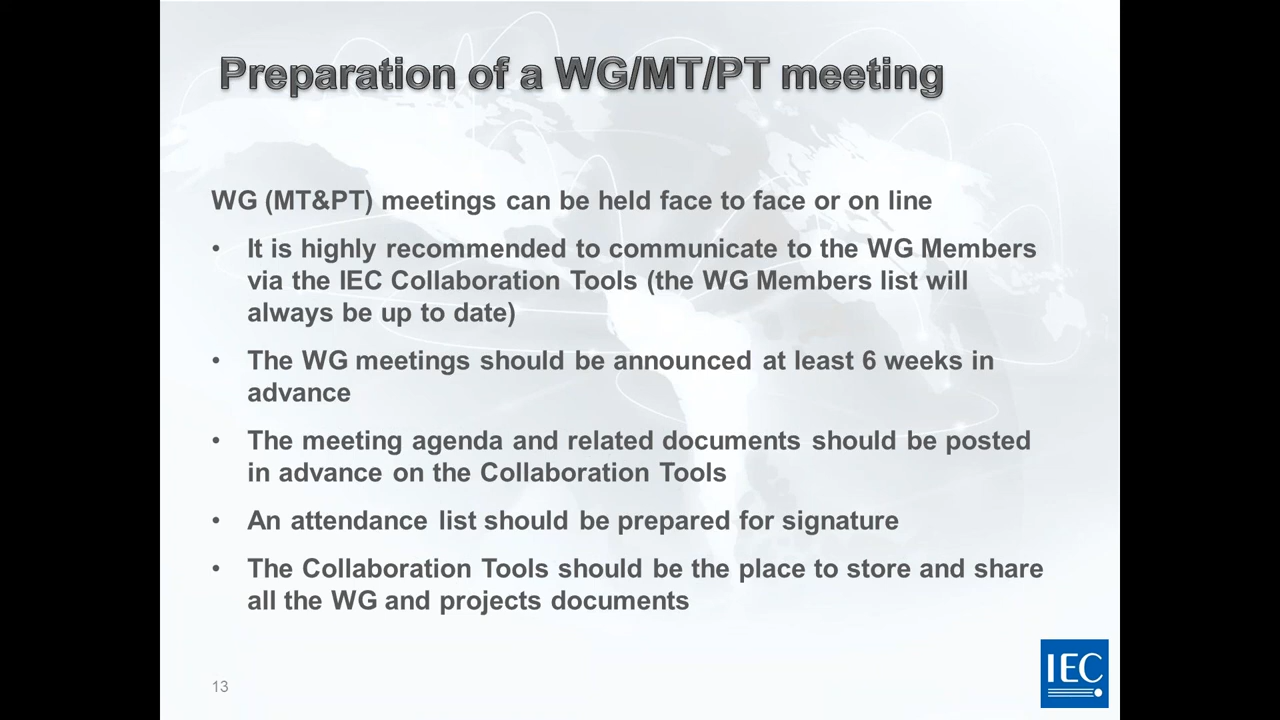 Preparation of a WG/MT/PT meeting
WG (MT&PT) meetings can be held face to face or on line
• It is highly recommended to communicate to the WG Members
via the IEC Collaboration Tools (the WG Members list will
always be up to date)
• The WG meetings should be announced at least 6 weeks in
advance
• The meeting agenda and related documents should be posted
in advance on the Collaboration Tools
• An attendance list should be prepared for signature
• The Collaboration Tools should be the place to store and share
all the WG and projects documents
13
IEC